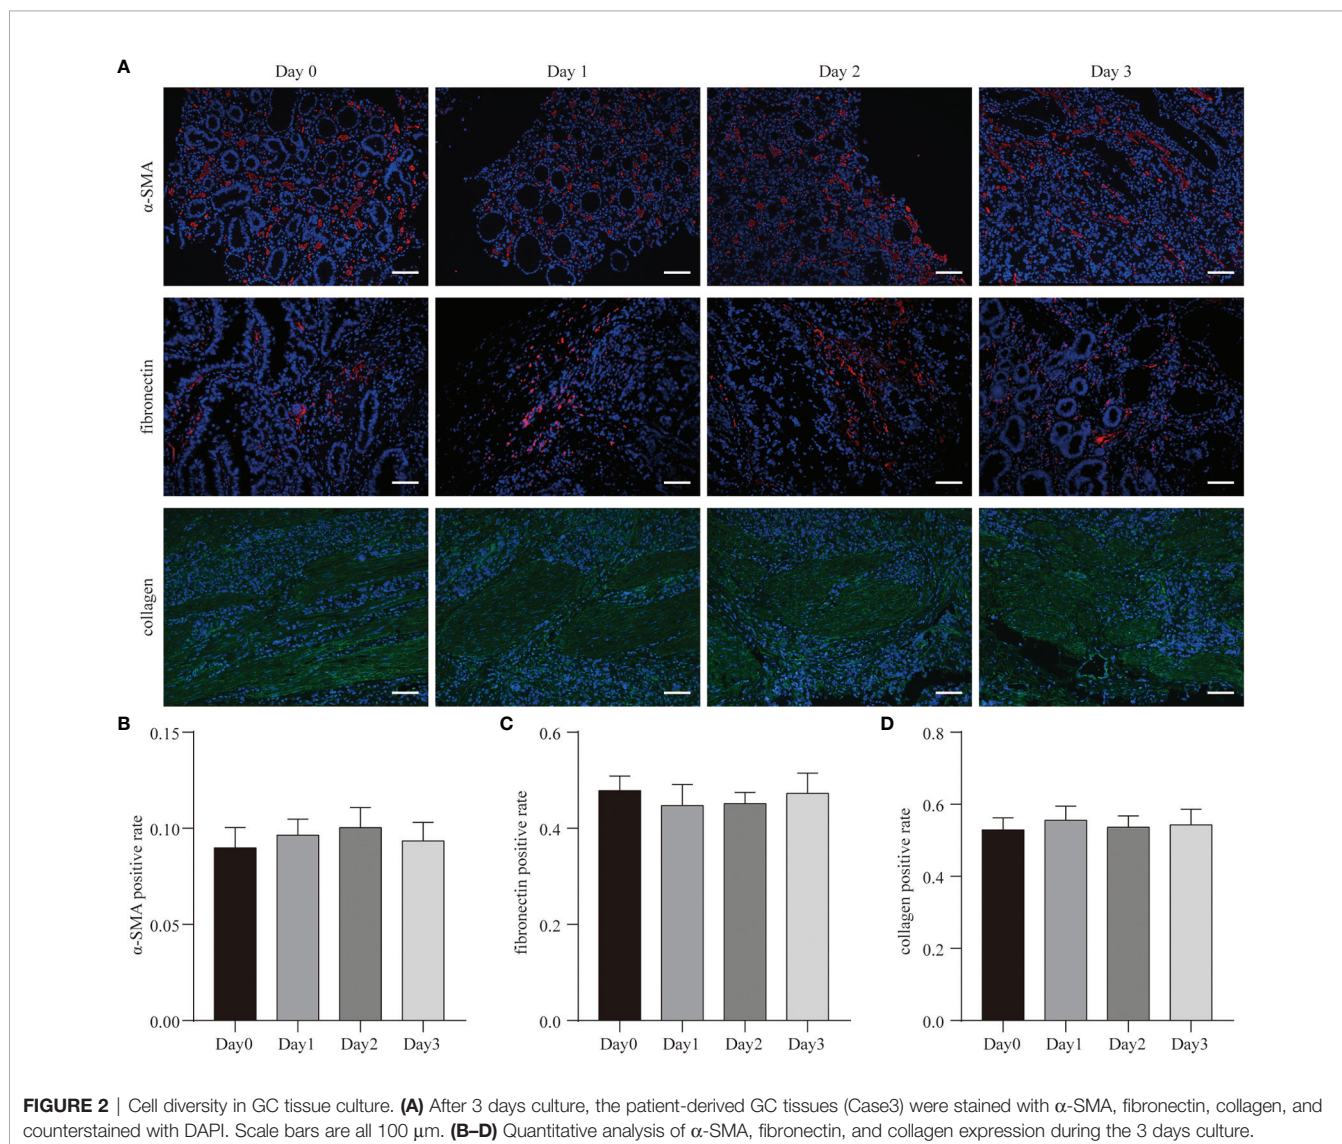 A
Day 0 Day 1 Day 2 Day 3
α-SMA
fibronectin
collagen
B
α-SMA positive rate
0.15
0.10
0.05
0.00
Day0 Day1 Day2 Day3
C
fibronectin positive rate
0.6
0.4
0.2
0.0
Day0 Day1 Day2 Day3
D
collagen positive rate
0.8
0.6
0.4
0.2
0.0
Day0 Day1 Day2 Day3
FIGURE 2 | Cell diversity in GC tissue culture. (A) After 3 days culture, the patient-derived GC tissues (Case3) were stained with α-SMA, fibronectin, collagen, and
counterstained with DAPI. Scale bars are all 100 μm. (B–D) Quantitative analysis of α-SMA, fibronectin, and collagen expression during the 3 days culture.